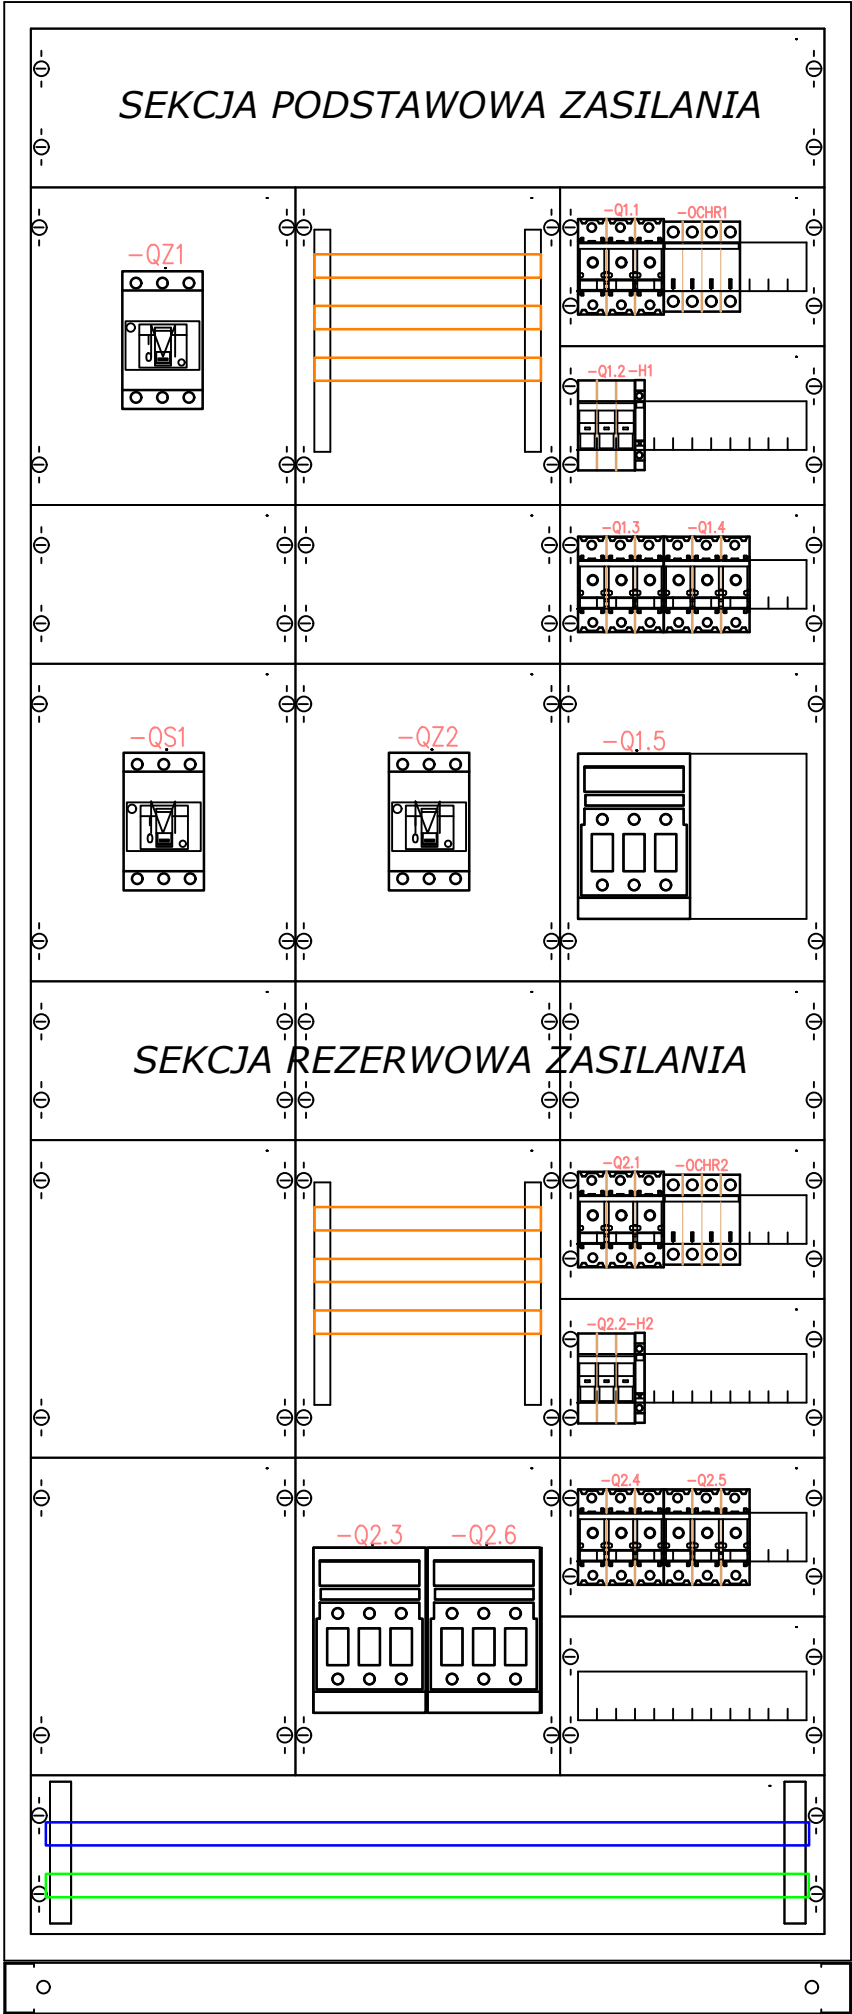 SEKCJA PODSTAWOWA ZASILANIA
-Q1.1 -OCHR1
-QZ1
-Q1.2-H1
-Q1.3 -Q1.4
-QS1 -QZ2 -Q1.5
SEKCJA REZERWOWA ZASILANIA
-Q2.1 -OCHR2
-Q2.2-H2
-Q2.4 -Q2.5
-Q2.3 -Q2.6